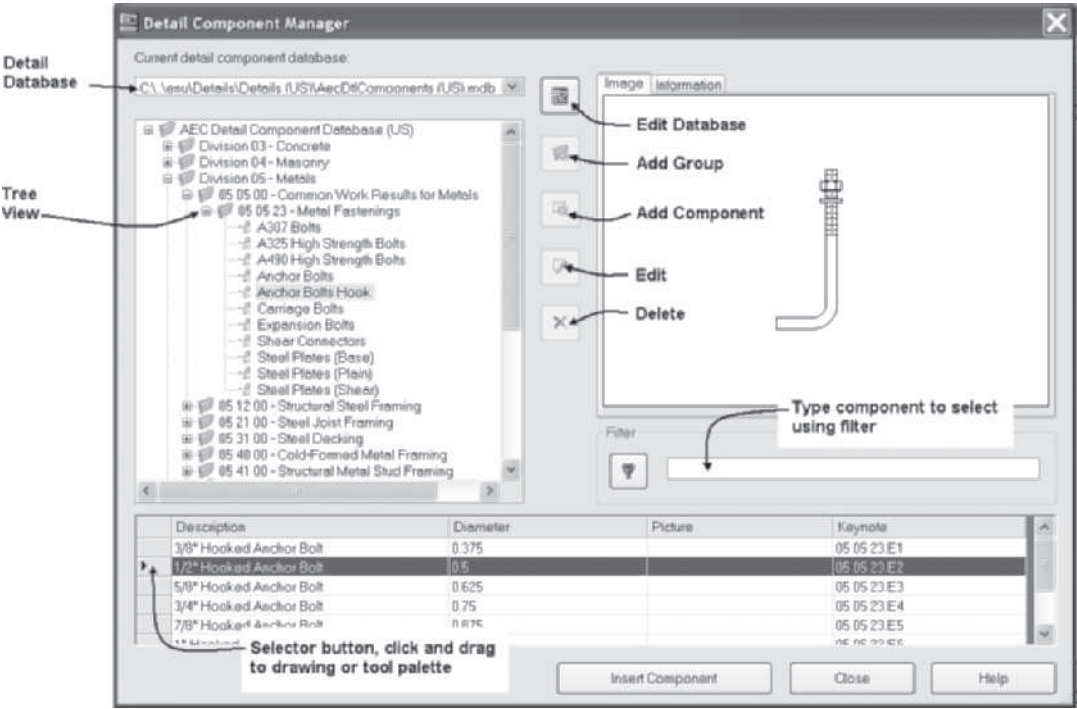 Detail Component Manager
Current detail component database:
Detail
Database
C:\..\enu\Details\Details (US)\AecDtlComponents (US).mdb
Image
Information
Edit Database
Add Group
Add Component
Edit
Delete
Tree
View
AEC Detail Component Database (US)
Division 03 - Concrete
Division 04 - Masonry
Division 05 - Metals
05 05 00 - Common Work Results for Metals
05 05 23 - Metal Fastenings
A307 Bolts
A325 High Strength Bolts
A490 High Strength Bolts
Anchor Bolts
Anchor Bolts Hook
Carriage Bolts
Expansion Bolts
Shear Connectors
Steel Plates (Base)
Steel Plates (Plain)
Steel Plates (Shear)
05 12 00 - Structural Steel Framing
05 21 00 - Steel Joist Framing
05 31 00 - Steel Decking
05 40 00 - Cold-Formed Metal Framing
05 41 00 - Structural Metal Stud Framing
Type component to select
using filter
Filter
Description Diameter Picture Keynote
3/8" Hooked Anchor Bolt 0.375 05 05 23.E1
1/2" Hooked Anchor Bolt 0.5 05 05 23.E2
5/8" Hooked Anchor Bolt 0.625 05 05 23.E3
3/4" Hooked Anchor Bolt 0.75 05 05 23.E4
7/8" Hooked Anchor Bolt 0.875 05 05 23.E5
1" Hooked
Selector button, click and drag
to drawing or tool palette
Insert Component
Close
Help